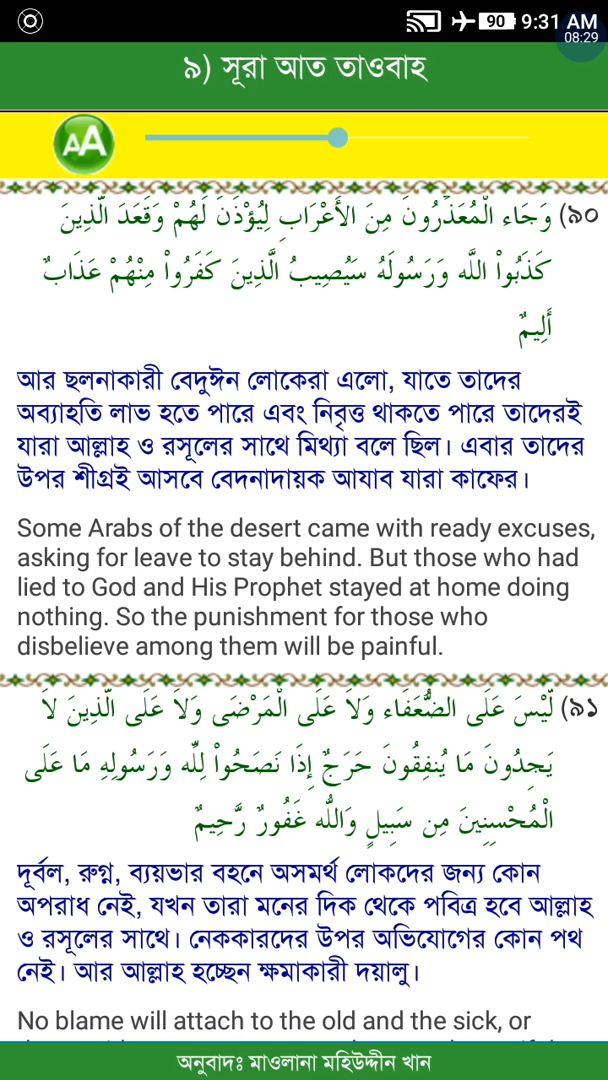 90 9:31 AM
08:29
৯) সূরা আত তাওবাহ
AA
৯০) وَجَاء الْمُعَذِّرُونَ مِنَ الأَعْرَابِ لِيُؤْذَنَ لَهُمْ وَقَعَدَ الَّذِينَ
كَذَبُواْ اللّهَ وَرَسُولَهُ سَيُصِيبُ الَّذِينَ كَفَرُواْ مِنْهُمْ عَذَابٌ
أَلِيمٌ
আর ছলনাকারী বেদুঈন লোকেরা এলো, যাতে তাদের
অব্যাহতি লাভ হতে পারে এবং নিবৃত্ত থাকতে পারে তাদেরই
যারা আল্লাহ ও রসূলের সাথে মিথ্যা বলে ছিল। এবার তাদের
উপর শীগ্রই আসবে বেদনাদায়ক আযাব যারা কাফের।
Some Arabs of the desert came with ready excuses,
asking for leave to stay behind. But those who had
lied to God and His Prophet stayed at home doing
nothing. So the punishment for those who
disbelieve among them will be painful.
৯১) لَّيْسَ عَلَى الضُّعَفَاء وَلاَ عَلَى الْمَرْضَى وَلاَ عَلَى الَّذِينَ لاَ
يَجِدُونَ مَا يُنفِقُونَ حَرَجٌ إِذَا نَصَحُواْ لِلّهِ وَرَسُولِهِ مَا عَلَى
الْمُحْسِنِينَ مِن سَبِيلٍ وَاللّهُ غَفُورٌ رَّحِيمٌ
দূর্বল, রুগ্ন, ব্যয়ভার বহনে অসমর্থ লোকদের জন্য কোন
অপরাধ নেই, যখন তারা মনের দিক থেকে পবিত্র হবে আল্লাহ
ও রসূলের সাথে। নেককারদের উপর অভিযোগের কোন পথ
নেই। আর আল্লাহ হচ্ছেন ক্ষমাকারী দয়ালু।
No blame will attach to the old and the sick, or
অনুবাদঃ মাওলানা মহিউদ্দীন খান